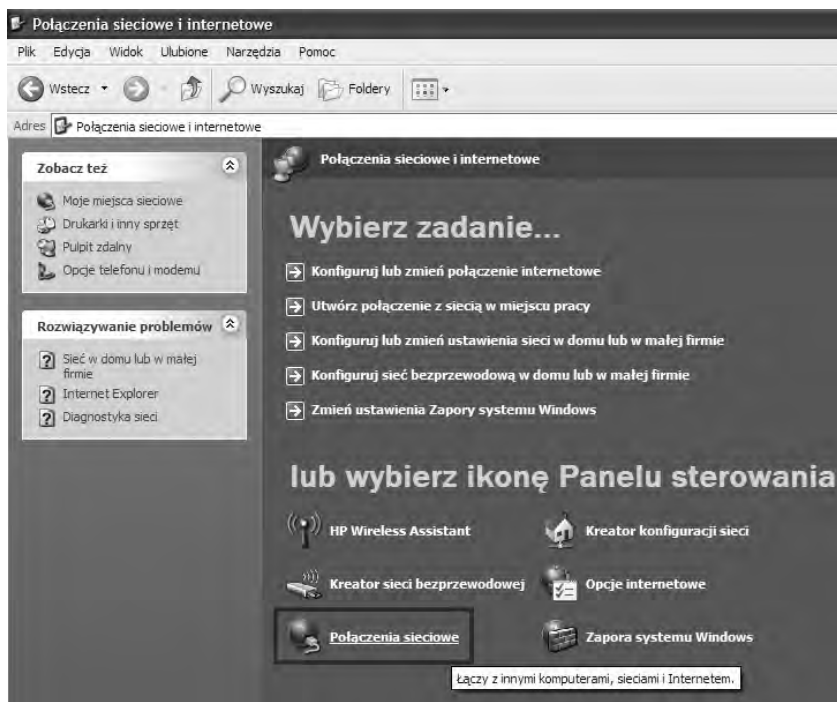 Połączenia sieciowe i internetowe
Plik Edycja Widok Ulubione Narzędzia Pomoc
Wstecz Wyszukaj Foldery
Adres Połączenia sieciowe i internetowe
Zobacz też
Moje miejsca sieciowe
Drukarki i inny sprzęt
Pulpit zdalny
Opcje telefonu i modemu
Rozwiązywanie problemów
Sieć w domu lub w małej
firmie
Internet Explorer
Diagnostyka sieci
Połączenia sieciowe i internetowe
Wybierz zadanie...
Konfiguruj lub zmień połączenie internetowe
Utwórz połączenie z siecią w miejscu pracy
Konfiguruj lub zmień ustawienia sieci w domu lub w małej firmie
Konfiguruj sieć bezprzewodową w domu lub w małej firmie
Zmień ustawienia Zapory systemu Windows
lub wybierz ikonę Panelu sterowania
HP Wireless Assistant Kreator konfiguracji sieci
Kreator sieci bezprzewodowej Opcje internetowe
Połączenia sieciowe Zapora systemu Windows
Łączy z innymi komputerami, sieciami i Internetem.